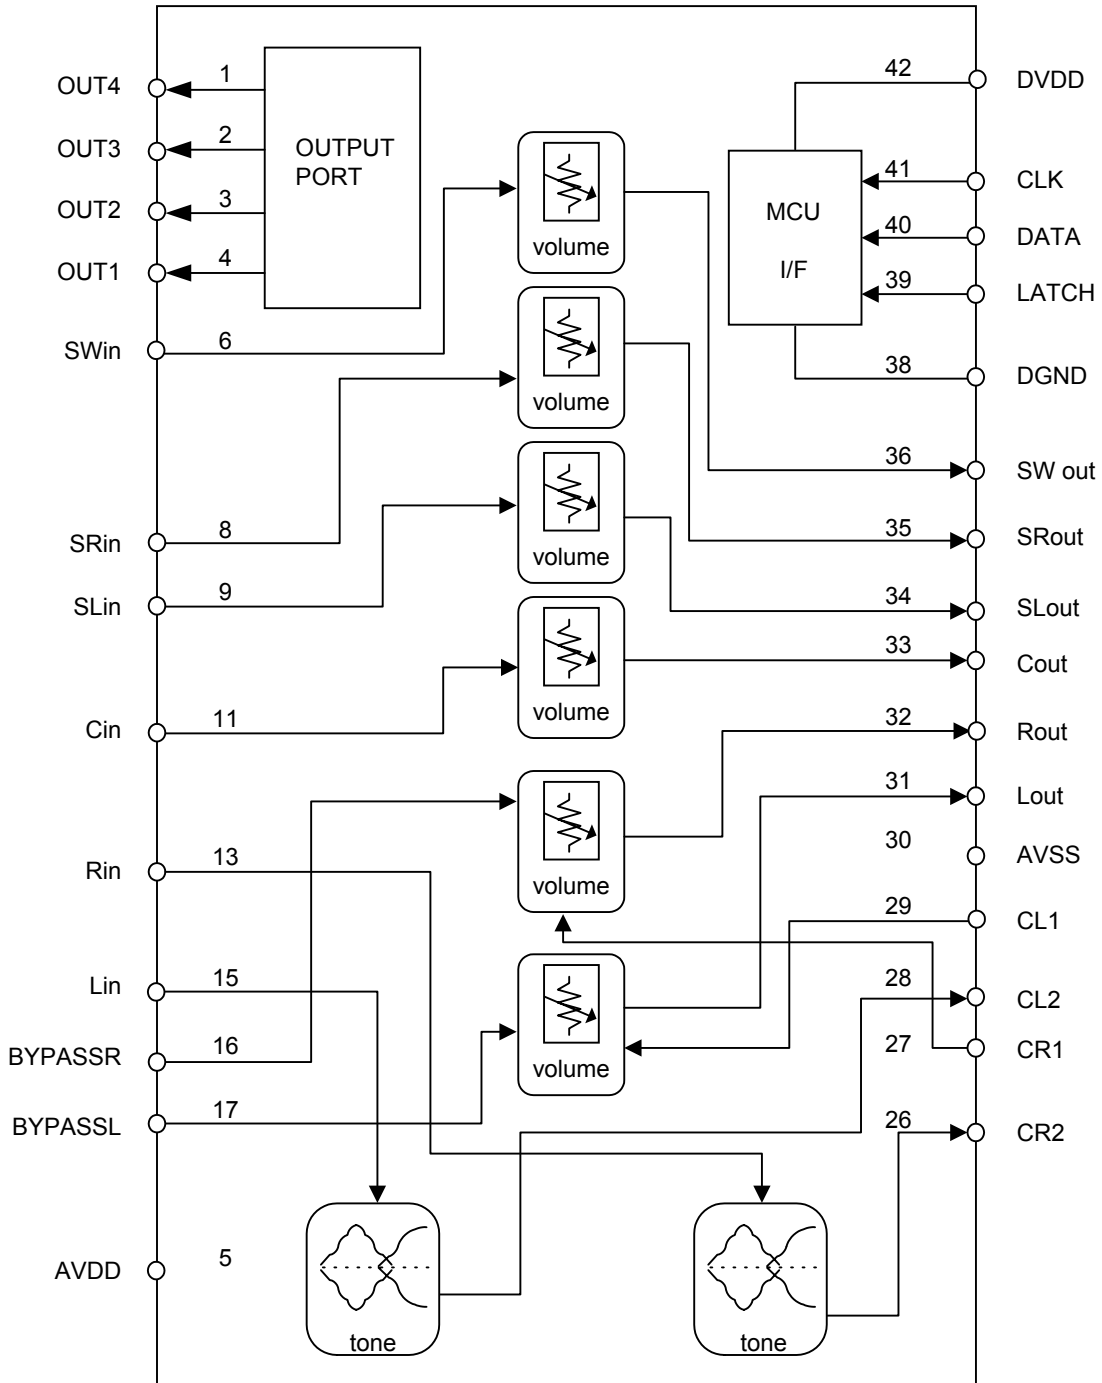 OUT4
1
OUT3
2
OUT2
3
OUT1
4
OUTPUT
PORT
SWin
6
SRin
8
SLin
9
Cin
11
Rin
13
Lin
15
BYPASSR
16
BYPASSL
17
AVDD
5
volume
volume
volume
volume
volume
volume
tone
tone
MCU
I/F
42
DVDD
41
CLK
40
DATA
39
LATCH
38
DGND
36
SW out
35
SRout
34
SLout
33
Cout
32
Rout
31
Lout
30
AVSS
29
CL1
28
CL2
27
CR1
26
CR2